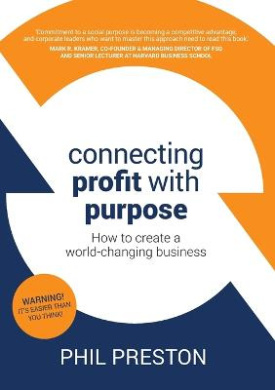 'Commitment to a social purpose is becoming a competitive advantage,
and corporate leaders who want to master this approach need to read this book.'
MARK R. KRAMER, CO-FOUNDER & MANAGING DIRECTOR OF FSG
AND SENIOR LECTURER AT HARVARD BUSINESS SCHOOL
connecting
profit with
purpose
How to create a
world-changing business
WARNING!
IT'S EASIER THAN
YOU THINK!
PHIL PRESTON